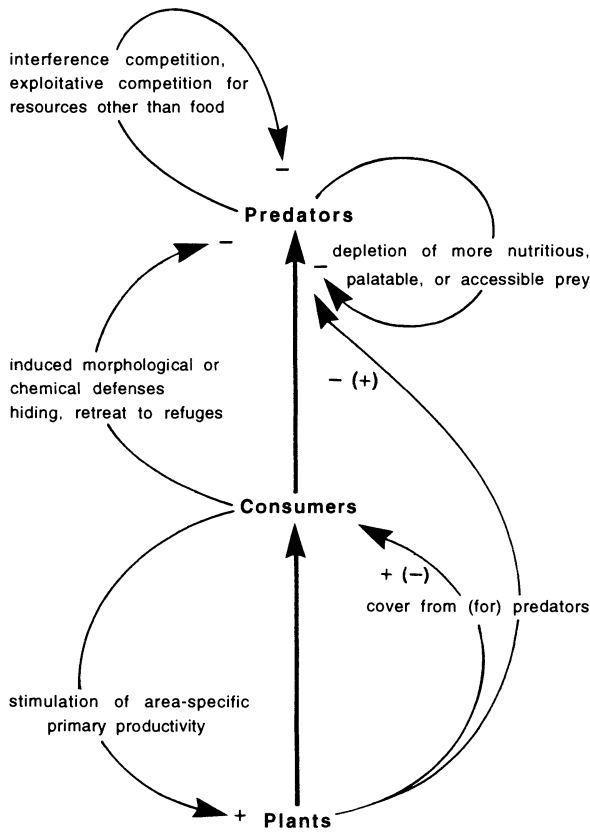 interference competition,
exploitative competition for
resources other than food
−
Predators
−
depletion of more nutritious,
−
palatable, or accessible prey
− (+)
induced morphological or
chemical defenses
hiding, retreat to refuges
Consumers
+ (−)
cover from (for) predators
stimulation of area-specific
primary productivity
+ Plants